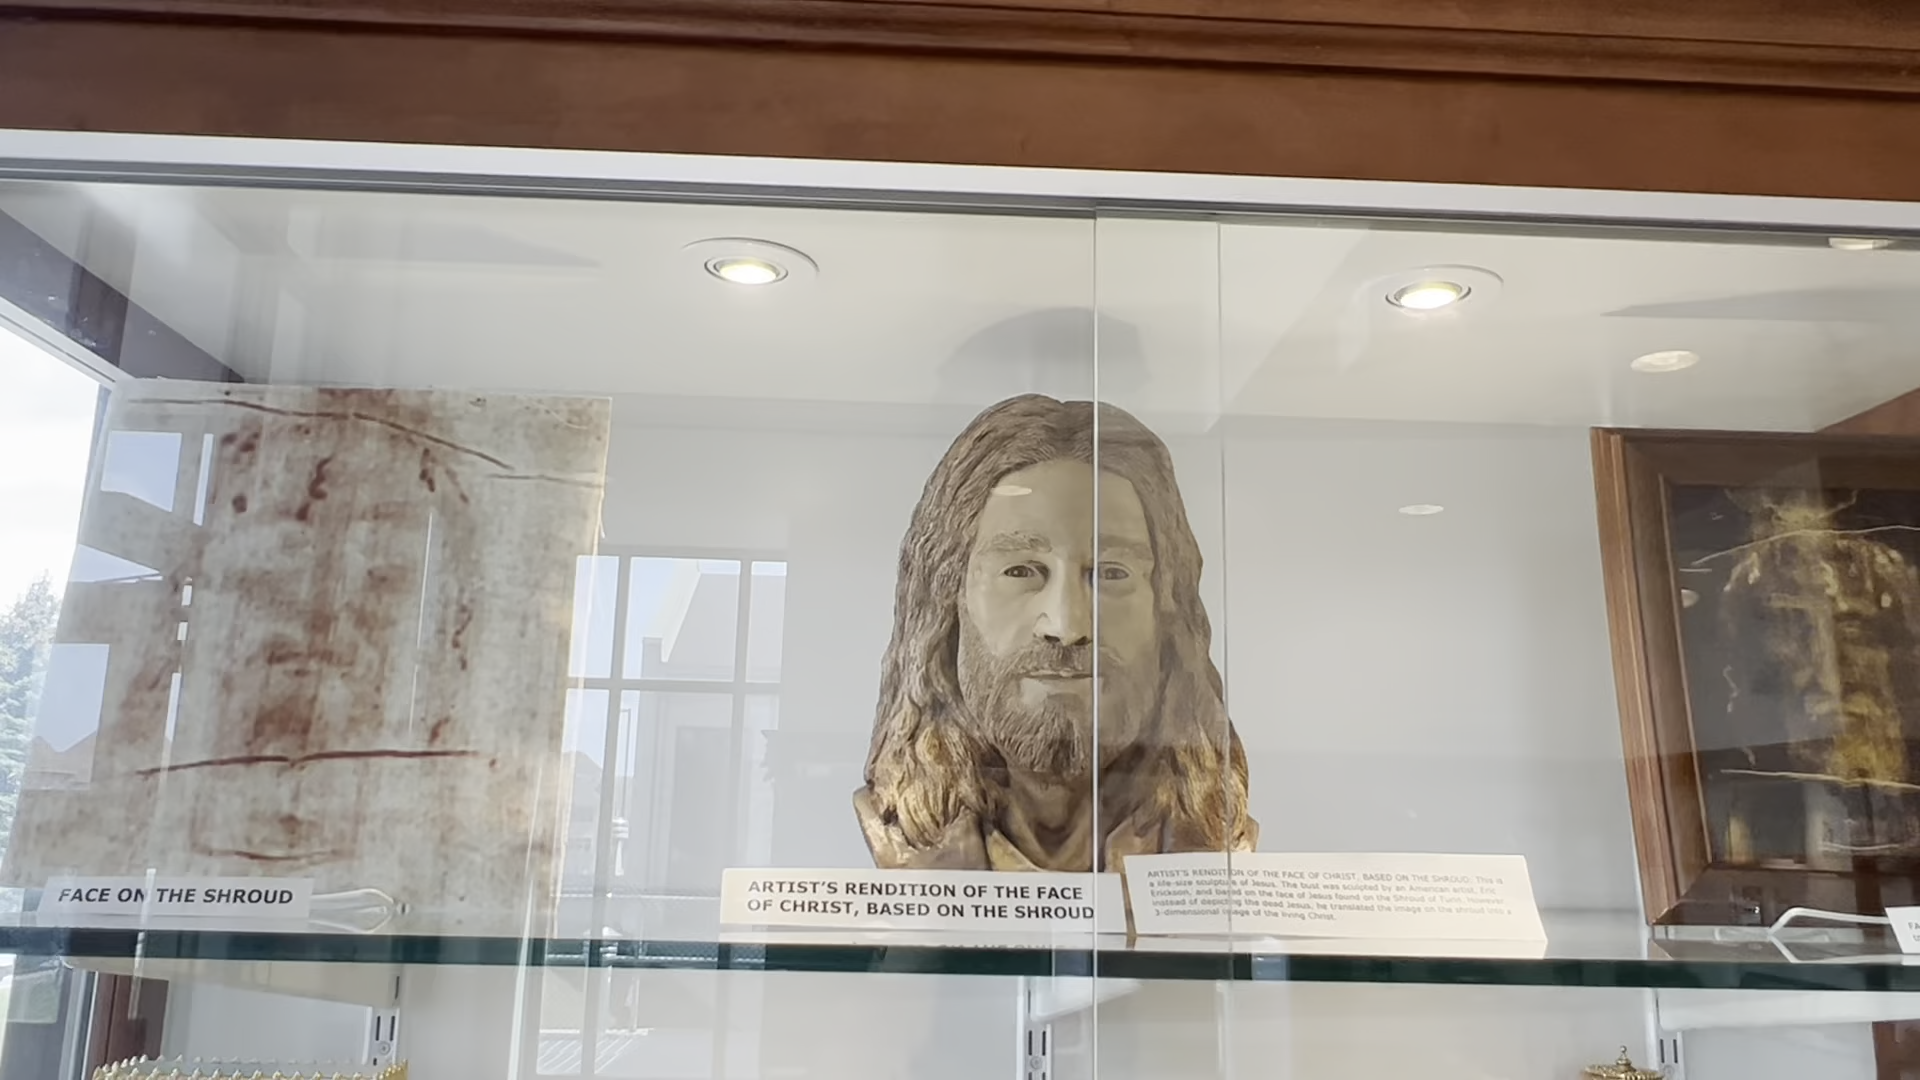 FACE ON THE SHROUD
ARTIST'S RENDITION OF THE FACE
OF CHRIST, BASED ON THE SHROUD
ARTIST'S RENDITION OF THE FACE OF CHRIST, BASED ON THE SHROUD: This is
a life-size sculpture of Jesus. The bust was sculpted by an American artist, Eric
Erickson, and based on the face of Jesus found on the Shroud of Turin. However,
instead of depicting the dead Jesus, he translated the image on the shroud into a
3-dimensional image of the living Christ.